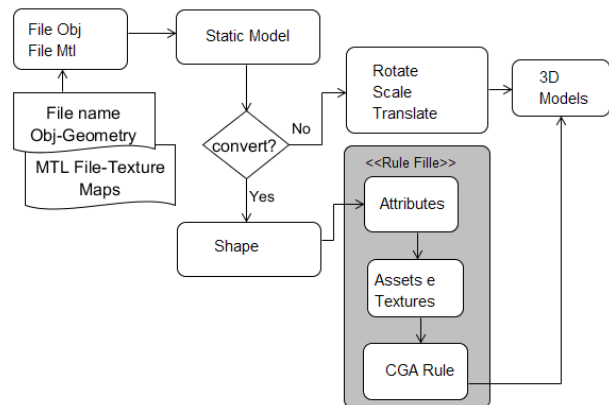 File Obj
File Mtl
Static Model
Rotate
Scale
Translate
3D
Models
File name
Obj-Geometry
MTL File-Texture
Maps
convert?
No
Yes
Shape
<<Rule Fille>>
Attributes
Assets e
Textures
CGA Rule